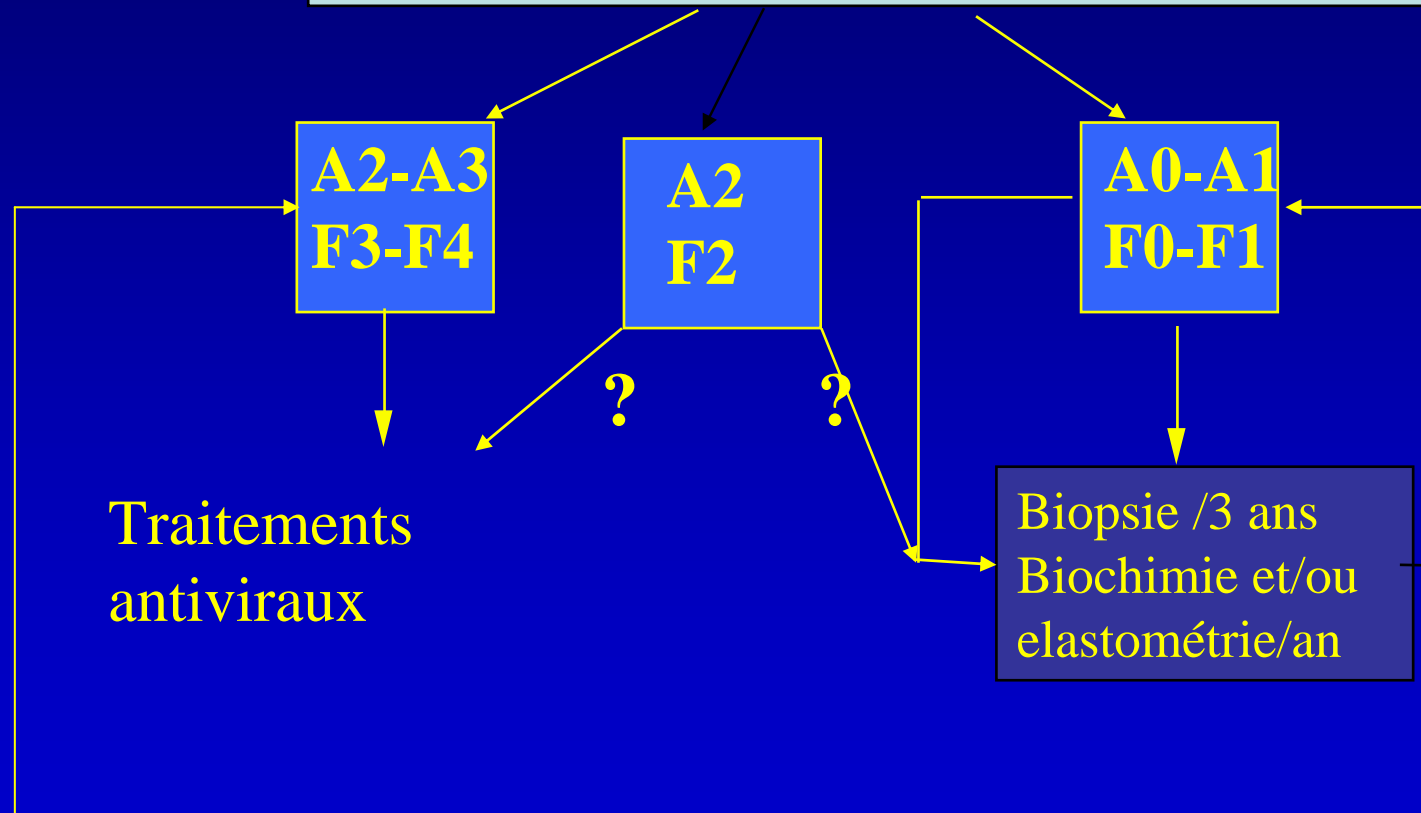 A2-A3
F3-F4
A2
F2
A0-A1
F0-F1
?
?
Traitements
antiviraux
Biopsie /3 ans
Biochimie et/ou
elastométrie/an